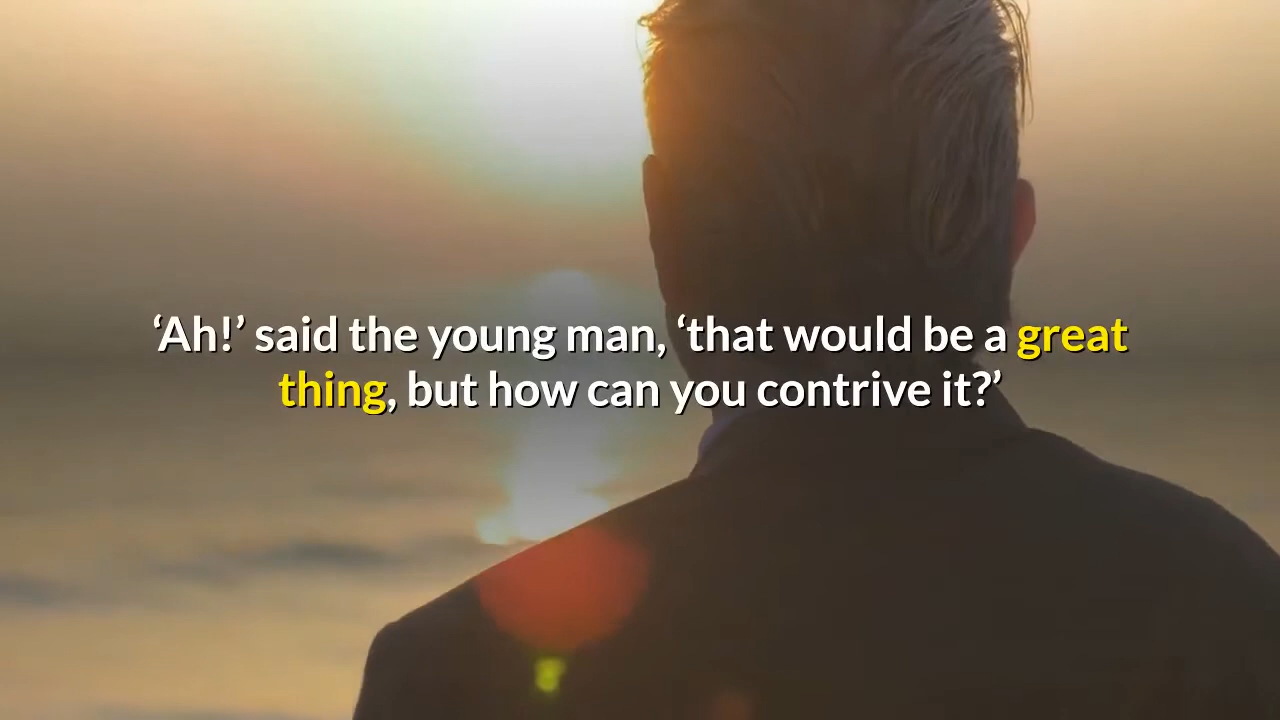 ‘Ah!’ said the young man, ‘that would be a great
thing, but how can you contrive it?’